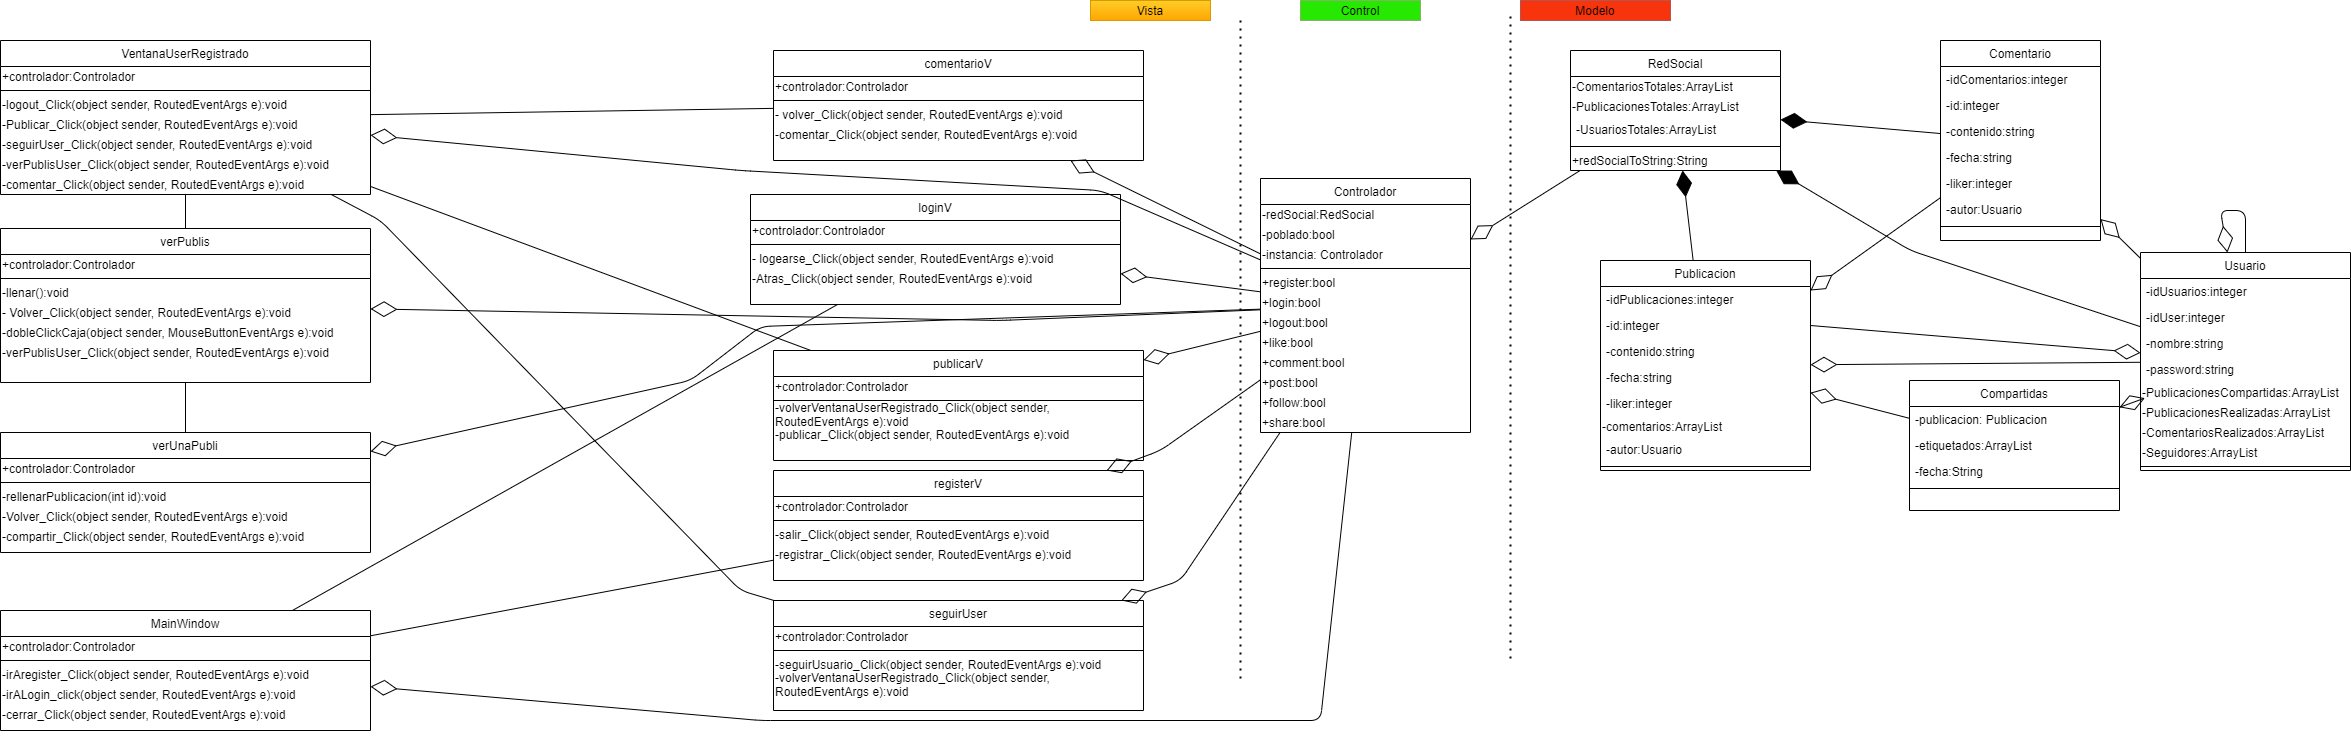 Vista
Control
Modelo
VentanaUserRegistrado
+controlador:Controlador
-logout_Click(object sender, RoutedEventArgs e):void
-Publicar_Click(object sender, RoutedEventArgs e):void
-seguirUser_Click(object sender, RoutedEventArgs e):void
-verPublisUser_Click(object sender, RoutedEventArgs e):void
-comentar_Click(object sender, RoutedEventArgs e):void
verPublis
+controlador:Controlador
-llenar():void
- Volver_Click(object sender, RoutedEventArgs e):void
-dobleClickCaja(object sender, MouseButtonEventArgs e):void
-verPublisUser_Click(object sender, RoutedEventArgs e):void
verUnaPubli
+controlador:Controlador
-rellenarPublicacion(int id):void
-Volver_Click(object sender, RoutedEventArgs e):void
-compartir_Click(object sender, RoutedEventArgs e):void
MainWindow
+controlador:Controlador
-irAregister_Click(object sender, RoutedEventArgs e):void
-irALogin_click(object sender, RoutedEventArgs e):void
-cerrar_Click(object sender, RoutedEventArgs e):void
comentarioV
+controlador:Controlador
- volver_Click(object sender, RoutedEventArgs e):void
-comentar_Click(object sender, RoutedEventArgs e):void
loginV
+controlador:Controlador
- logearse_Click(object sender, RoutedEventArgs e):void
-Atras_Click(object sender, RoutedEventArgs e):void
publicarV
+controlador:Controlador
-volverVentanaUserRegistrado_Click(object sender,
RoutedEventArgs e):void
-publicar_Click(object sender, RoutedEventArgs e):void
registerV
+controlador:Controlador
-salir_Click(object sender, RoutedEventArgs e):void
-registrar_Click(object sender, RoutedEventArgs e):void
seguirUser
+controlador:Controlador
-seguirUsuario_Click(object sender, RoutedEventArgs e):void
-volverVentanaUserRegistrado_Click(object sender,
RoutedEventArgs e):void
Controlador
-redSocial:RedSocial
-poblado:bool
-instancia: Controlador
+register:bool
+login:bool
+logout:bool
+like:bool
+comment:bool
+post:bool
+follow:bool
+share:bool
RedSocial
-ComentariosTotales:ArrayList
-PublicacionesTotales:ArrayList
-UsuariosTotales:ArrayList
+redSocialToString:String
Publicacion
-idPublicaciones:integer
-id:integer
-contenido:string
-fecha:string
-liker:integer
-comentarios:ArrayList
-autor:Usuario
Comentario
-idComentarios:integer
-id:integer
-contenido:string
-fecha:string
-liker:integer
-autor:Usuario
Compartidas
-publicacion: Publicacion
-etiquetados:ArrayList
-fecha:String
Usuario
-idUsuarios:integer
-idUser:integer
-nombre:string
-password:string
-PublicacionesCompartidas:ArrayList
-PublicacionesRealizadas:ArrayList
-ComentariosRealizados:ArrayList
-Seguidores:ArrayList